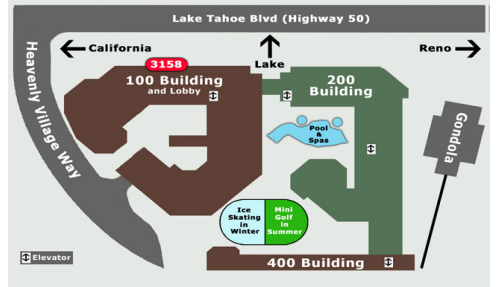 Lake Tahoe Blvd (Highway 50)
California
Lake
Reno
Heavenly Village Way
3158
100 Building
and Lobby
200
Building
Pool
&
Spas
Gondola
Ice
Skating
in
Winter
Mini
Golf
in
Summer
Elevator
400 Building